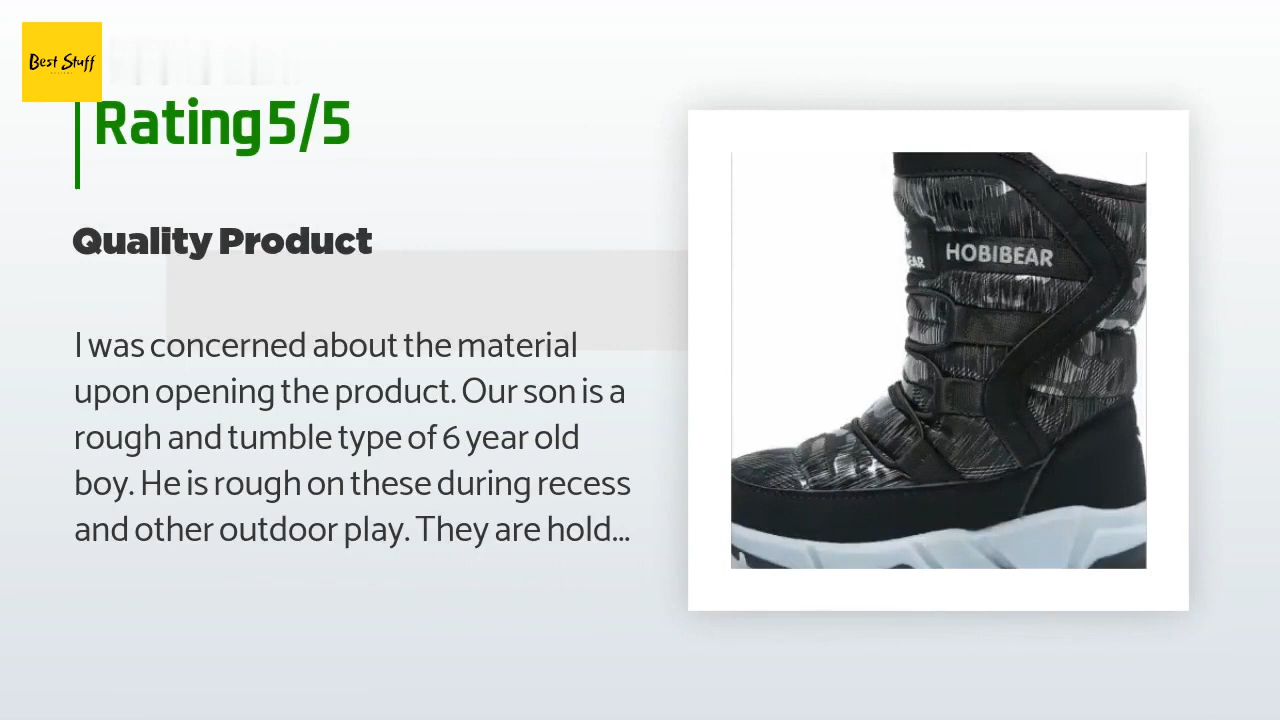 Best Stuff
Rating 5/5
Quality Product
I was concerned about the material
upon opening the product. Our son is a
rough and tumble type of 6 year old
boy. He is rough on these during recess
and other outdoor play. They are hold...
HOBIBEAR
EAR